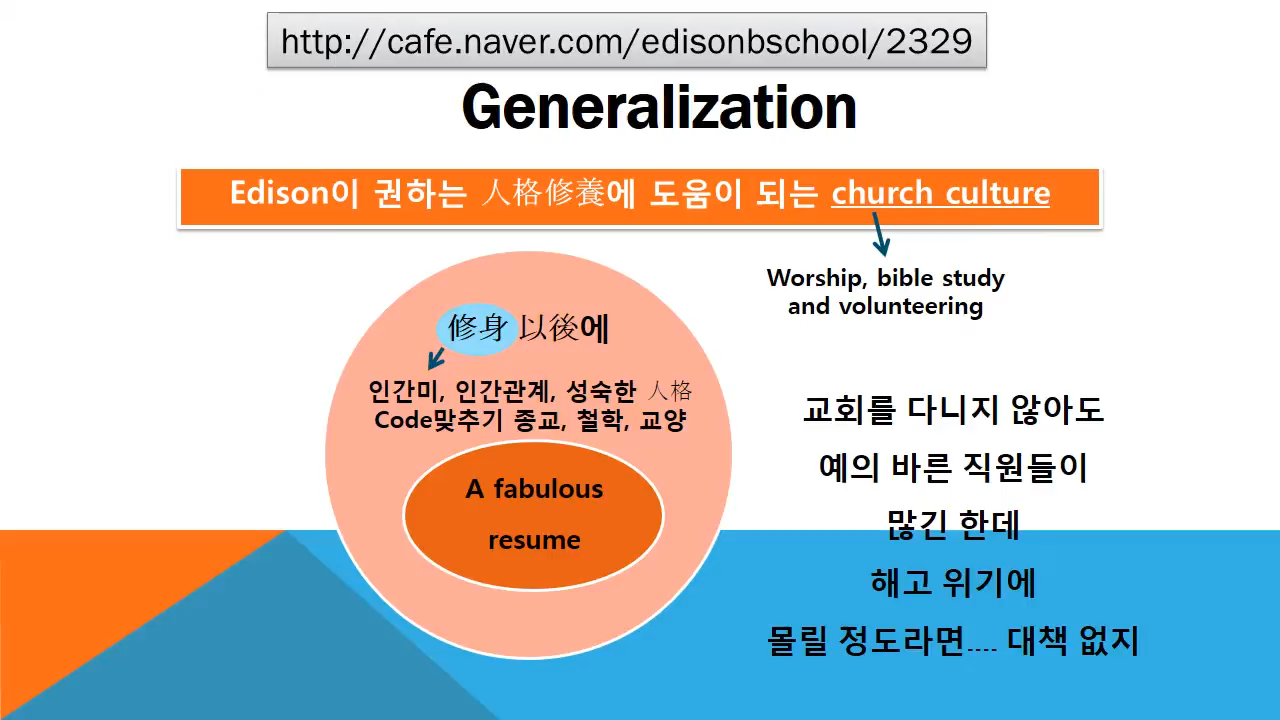 http://cafe.naver.com/edisonbschool/2329
Generalization
Edison이 권하는 人格修養에 도움이 되는 church culture
Worship, bible study
and volunteering
修身 以後에
인간미, 인간관계, 성숙한 人格
Code맞추기 종교, 철학, 교양
A fabulous
resume
교회를 다니지 않아도
예의 바른 직원들이
많긴 한데
해고 위기에
몰릴 정도라면.... 대책 없지